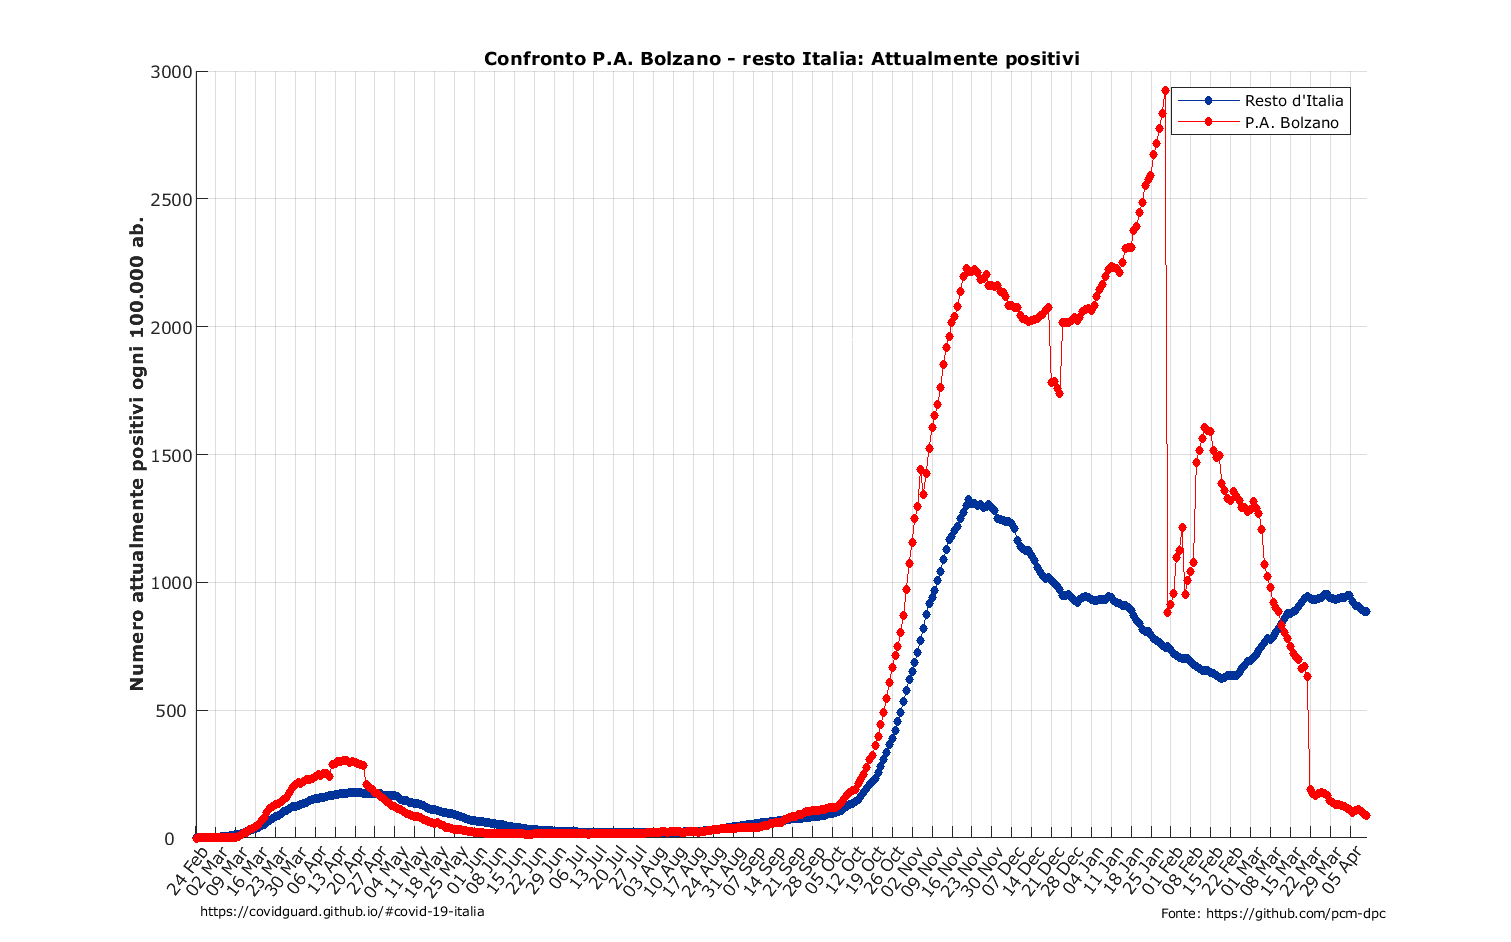 Confronto P.A. Bolzano - resto Italia: Attualmente positivi
Numero attualmente positivi ogni 100.000 ab.
3000
2500
2000
1500
1000
500
0
Resto d'Italia
P.A. Bolzano
24 Feb
02 Mar
09 Mar
16 Mar
23 Mar
30 Mar
06 Apr
13 Apr
20 Apr
27 Apr
04 May
11 May
18 May
25 May
01 Jun
08 Jun
15 Jun
22 Jun
29 Jun
06 Jul
13 Jul
20 Jul
27 Jul
03 Aug
10 Aug
17 Aug
24 Aug
31 Aug
07 Sep
14 Sep
21 Sep
28 Sep
05 Oct
12 Oct
19 Oct
26 Oct
02 Nov
09 Nov
16 Nov
23 Nov
30 Nov
07 Dec
14 Dec
21 Dec
28 Dec
04 Jan
11 Jan
18 Jan
25 Jan
01 Feb
08 Feb
15 Feb
22 Feb
01 Mar
08 Mar
15 Mar
22 Mar
29 Mar
05 Apr
https://covidguard.github.io/#covid-19-italia
Fonte: https://github.com/pcm-dpc